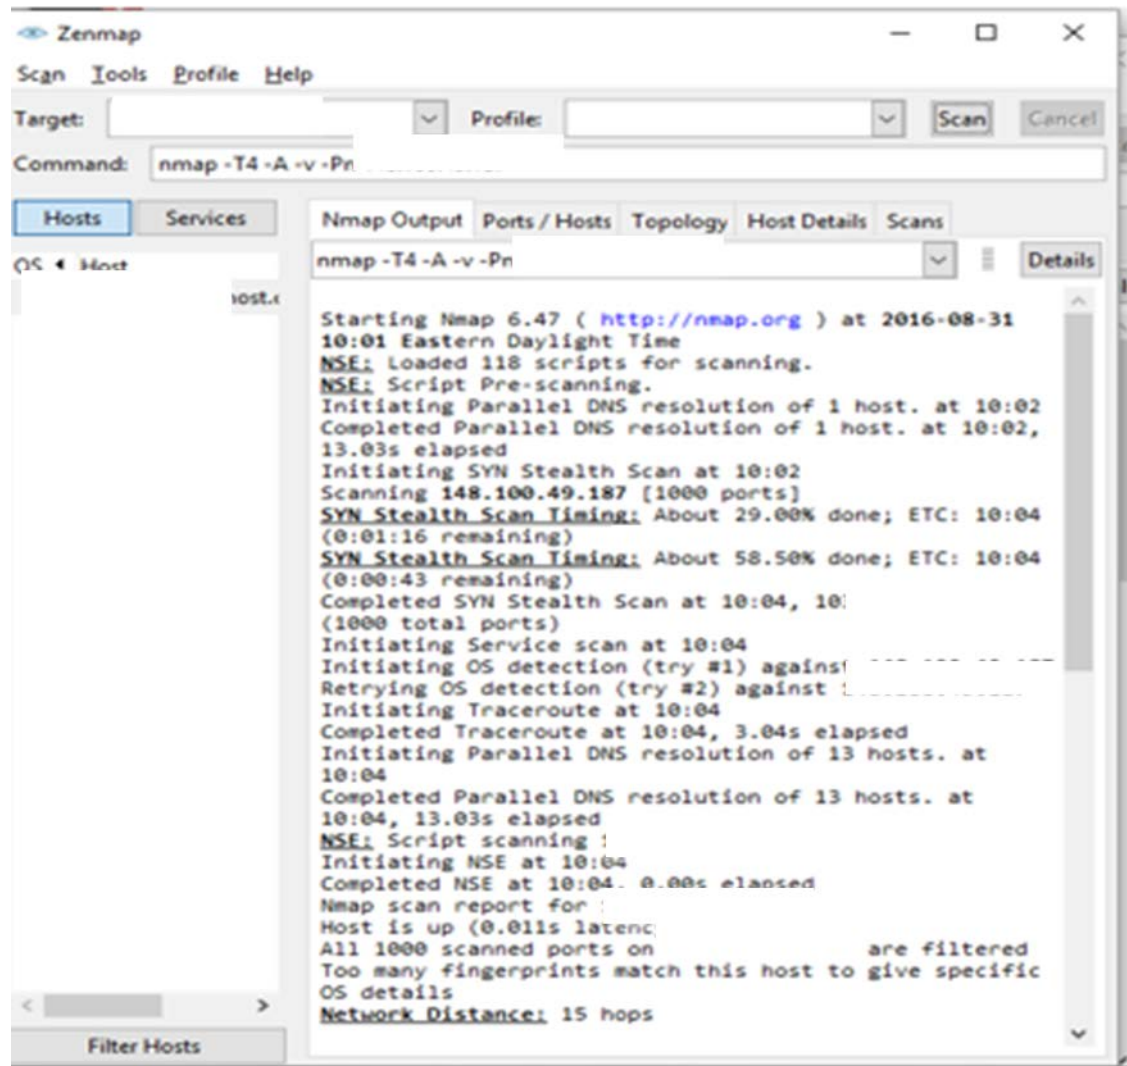 Zenmap
Scan Tools Profile Help
Target: Profile: Scan Cancel
Command: nmap -T4 -A -v -Pn
Hosts Services
Nmap Output Ports / Hosts Topology Host Details Scans
OS Host
nmap -T4 -A -v -Pn Details
host.c
Starting Nmap 6.47 ( http://nmap.org ) at 2016-08-31
10:01 Eastern Daylight Time
NSE: Loaded 118 scripts for scanning.
NSE: Script Pre-scanning.
Initiating Parallel DNS resolution of 1 host. at 10:02
Completed Parallel DNS resolution of 1 host. at 10:02,
13.03s elapsed
Initiating SYN Stealth Scan at 10:02
Scanning 148.100.49.187 [1000 ports]
SYN Stealth Scan Timing: About 29.00% done; ETC: 10:04
(0:01:16 remaining)
SYN Stealth Scan Timing: About 58.50% done; ETC: 10:04
(0:00:43 remaining)
Completed SYN Stealth Scan at 10:04, 10
(1000 total ports)
Initiating Service scan at 10:04
Initiating OS detection (try #1) against
Retrying OS detection (try #2) against
Initiating Traceroute at 10:04
Completed Traceroute at 10:04, 3.04s elapsed
Initiating Parallel DNS resolution of 13 hosts. at
10:04
Completed Parallel DNS resolution of 13 hosts. at
10:04, 13.03s elapsed
NSE: Script scanning
Initiating NSE at 10:04
Completed NSE at 10:04, 0.00s elapsed
Nmap scan report for
Host is up (0.011s latenc
All 1000 scanned ports on are filtered
Too many fingerprints match this host to give specific
OS details
Network Distance: 15 hops
Filter Hosts